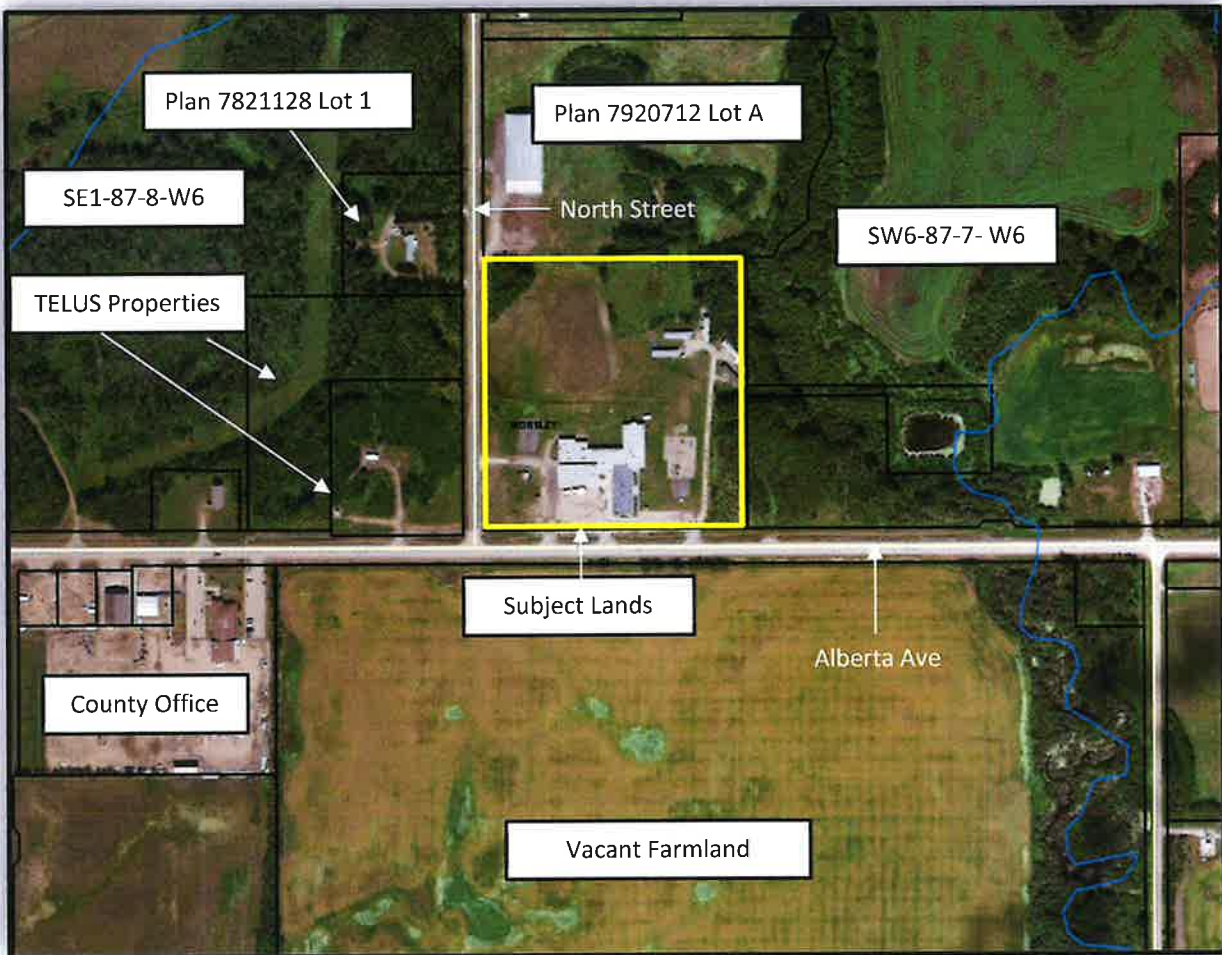 Plan 7821128 Lot 1
Plan 7920712 Lot A
SE1-87-8-W6
North Street
SW6-87-7- W6
TELUS Properties
WORSLEY
Subject Lands
Alberta Ave
County Office
Vacant Farmland